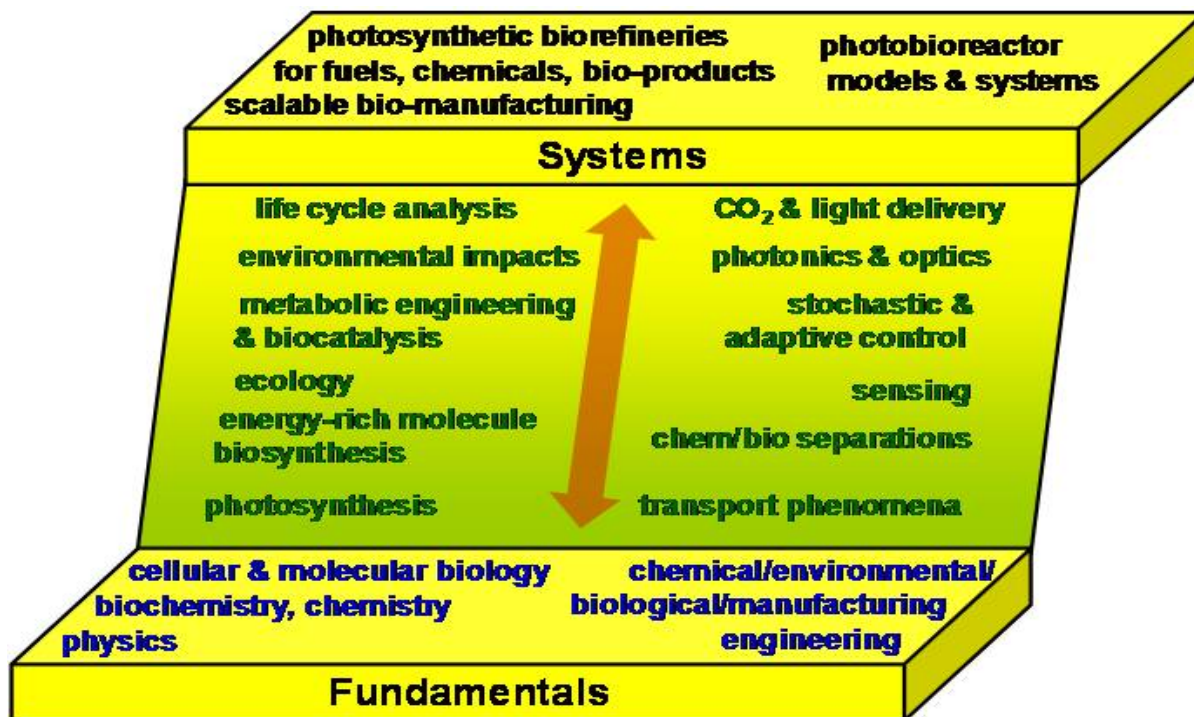 photosynthetic biorefineries
for fuels, chemicals, bio-products
scalable bio-manufacturing
photobioreactor
models & systems
Systems
life cycle analysis
environmental impacts
metabolic engineering
& biocatalysis
ecology
energy-rich molecule
biosynthesis
photosynthesis
CO₂ & light delivery
photonics & optics
stochastic &
adaptive control
sensing
chem/bio separations
transport phenomena
cellular & molecular biology
biochemistry, chemistry
physics
chemical/environmental/
biological/manufacturing
engineering
Fundamentals